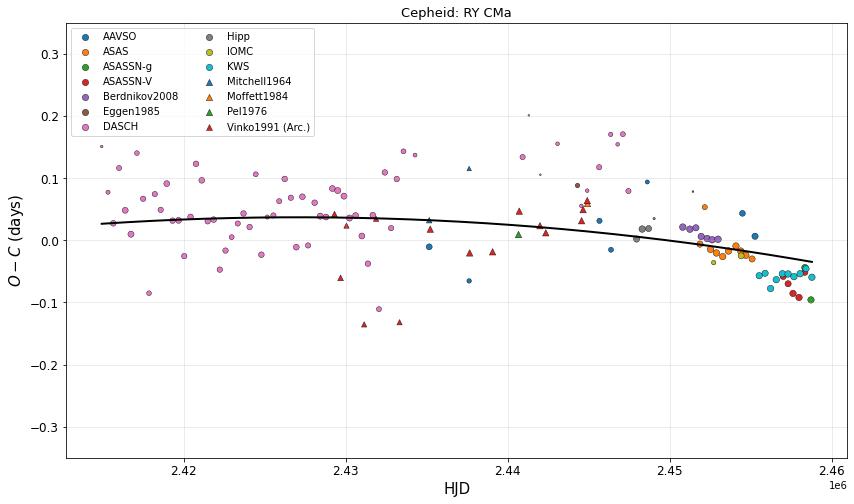 Cepheid: RY CMa
AAVSO
ASAS
ASASSN-g
ASASSN-V
Berdnikov2008
Eggen1985
DASCH
Hipp
IOMC
KWS
Mitchell1964
Moffett1984
Pel1976
Vinko1991 (Arc.)
O − C (days)
0.3
0.2
0.1
0.0
−0.1
−0.2
−0.3
2.42 2.43 2.44 2.45 2.46
1e6
HJD